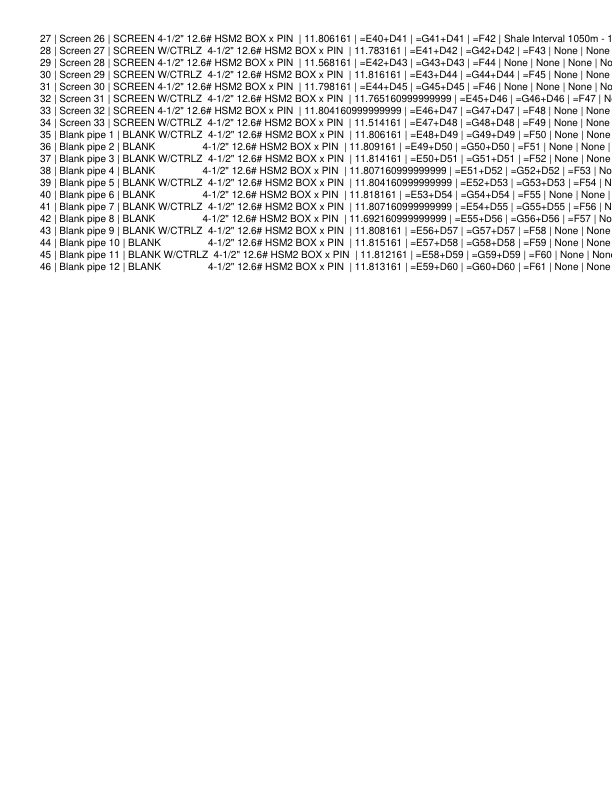 27 | Screen 26 | SCREEN 4-1/2" 12.6# HSM2 BOX x PIN | 11.806161 | =E40+D41 | =G41+D41 | =F42 | Shale Interval 1050m - 1
28 | Screen 27 | SCREEN W/CTRLZ 4-1/2" 12.6# HSM2 BOX x PIN | 11.783161 | =E41+D42 | =G42+D42 | =F43 | None | None
29 | Screen 28 | SCREEN 4-1/2" 12.6# HSM2 BOX x PIN | 11.568161 | =E42+D43 | =G43+D43 | =F44 | None | None | No
30 | Screen 29 | SCREEN W/CTRLZ 4-1/2" 12.6# HSM2 BOX x PIN | 11.816161 | =E43+D44 | =G44+D44 | =F45 | None | None
31 | Screen 30 | SCREEN 4-1/2" 12.6# HSM2 BOX x PIN | 11.798161 | =E44+D45 | =G45+D45 | =F46 | None | None | No
32 | Screen 31 | SCREEN W/CTRLZ 4-1/2" 12.6# HSM2 BOX x PIN | 11.765160999999999 | =E45+D46 | =G46+D46 | =F47 | N
33 | Screen 32 | SCREEN 4-1/2" 12.6# HSM2 BOX x PIN | 11.804160999999999 | =E46+D47 | =G47+D47 | =F48 | None | None
34 | Screen 33 | SCREEN W/CTRLZ 4-1/2" 12.6# HSM2 BOX x PIN | 11.514161 | =E47+D48 | =G48+D48 | =F49 | None | None
35 | Blank pipe 1 | BLANK W/CTRLZ 4-1/2" 12.6# HSM2 BOX x PIN | 11.806161 | =E48+D49 | =G49+D49 | =F50 | None | None
36 | Blank pipe 2 | BLANK 4-1/2" 12.6# HSM2 BOX x PIN | 11.809161 | =E49+D50 | =G50+D50 | =F51 | None | None |
37 | Blank pipe 3 | BLANK W/CTRLZ 4-1/2" 12.6# HSM2 BOX x PIN | 11.814161 | =E50+D51 | =G51+D51 | =F52 | None | None
38 | Blank pipe 4 | BLANK 4-1/2" 12.6# HSM2 BOX x PIN | 11.807160999999999 | =E51+D52 | =G52+D52 | =F53 | No
39 | Blank pipe 5 | BLANK W/CTRLZ 4-1/2" 12.6# HSM2 BOX x PIN | 11.804160999999999 | =E52+D53 | =G53+D53 | =F54 | N
40 | Blank pipe 6 | BLANK 4-1/2" 12.6# HSM2 BOX x PIN | 11.818161 | =E53+D54 | =G54+D54 | =F55 | None | None |
41 | Blank pipe 7 | BLANK W/CTRLZ 4-1/2" 12.6# HSM2 BOX x PIN | 11.807160999999999 | =E54+D55 | =G55+D55 | =F56 | N
42 | Blank pipe 8 | BLANK 4-1/2" 12.6# HSM2 BOX x PIN | 11.692160999999999 | =E55+D56 | =G56+D56 | =F57 | No
43 | Blank pipe 9 | BLANK W/CTRLZ 4-1/2" 12.6# HSM2 BOX x PIN | 11.808161 | =E56+D57 | =G57+D57 | =F58 | None | None
44 | Blank pipe 10 | BLANK 4-1/2" 12.6# HSM2 BOX x PIN | 11.815161 | =E57+D58 | =G58+D58 | =F59 | None | None
45 | Blank pipe 11 | BLANK W/CTRLZ 4-1/2" 12.6# HSM2 BOX x PIN | 11.812161 | =E58+D59 | =G59+D59 | =F60 | None | None
46 | Blank pipe 12 | BLANK 4-1/2" 12.6# HSM2 BOX x PIN | 11.813161 | =E59+D60 | =G60+D60 | =F61 | None | None